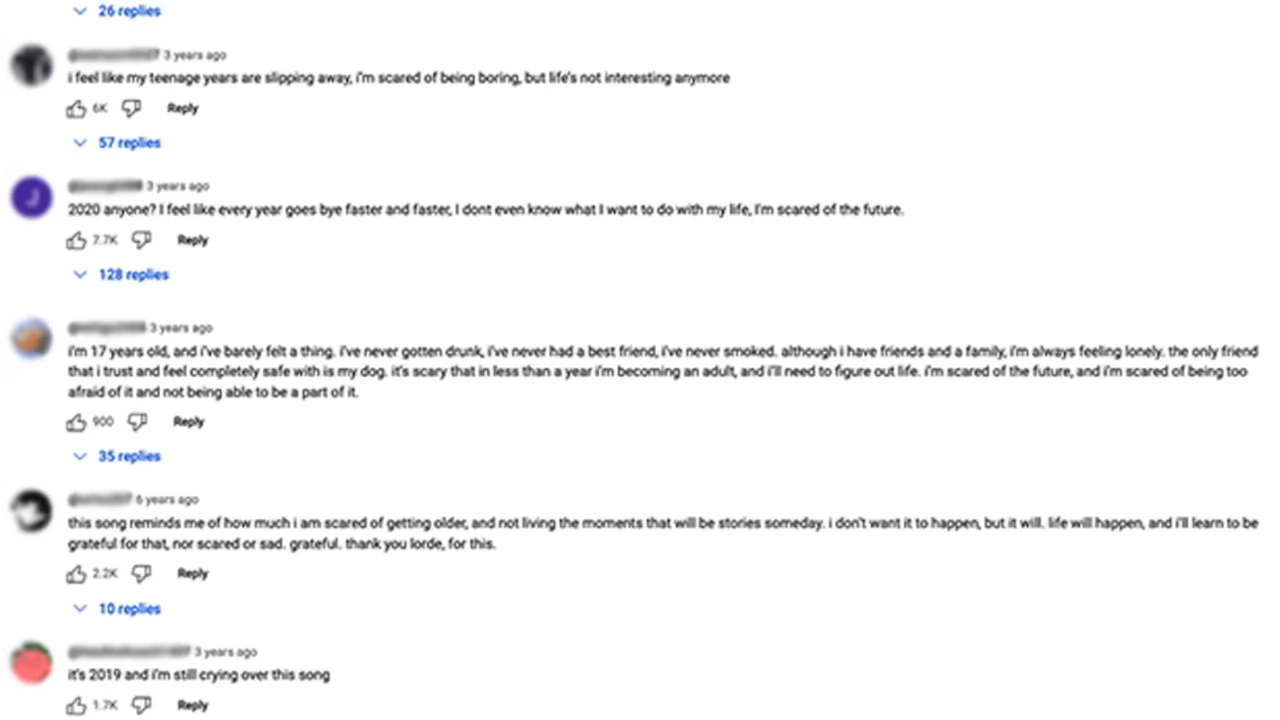 26 replies
3 years ago
i feel like my teenage years are slipping away, i'm scared of being boring, but life's not interesting anymore
6K Reply
57 replies
J
3 years ago
2020 anyone? I feel like every year goes bye faster and faster, I dont even know what I want to do with my life, I'm scared of the future.
7.7K Reply
128 replies
3 years ago
i'm 17 years old, and i've barely felt a thing. i've never gotten drunk, i've never had a best friend, i've never smoked. although i have friends and a family, i'm always feeling lonely. the only friend
that i trust and feel completely safe with is my dog. it's scary that in less than a year i'm becoming an adult, and i'll need to figure out life. i'm scared of the future, and i'm scared of being too
afraid of it and not being able to be a part of it.
900 Reply
35 replies
6 years ago
this song reminds me of how much i am scared of getting older, and not living the moments that will be stories someday. i don't want it to happen, but it will. life will happen, and i'll learn to be
grateful for that, nor scared or sad. grateful. thank you lorde, for this.
2.2K Reply
10 replies
3 years ago
it's 2019 and i'm still crying over this song
1.7K Reply